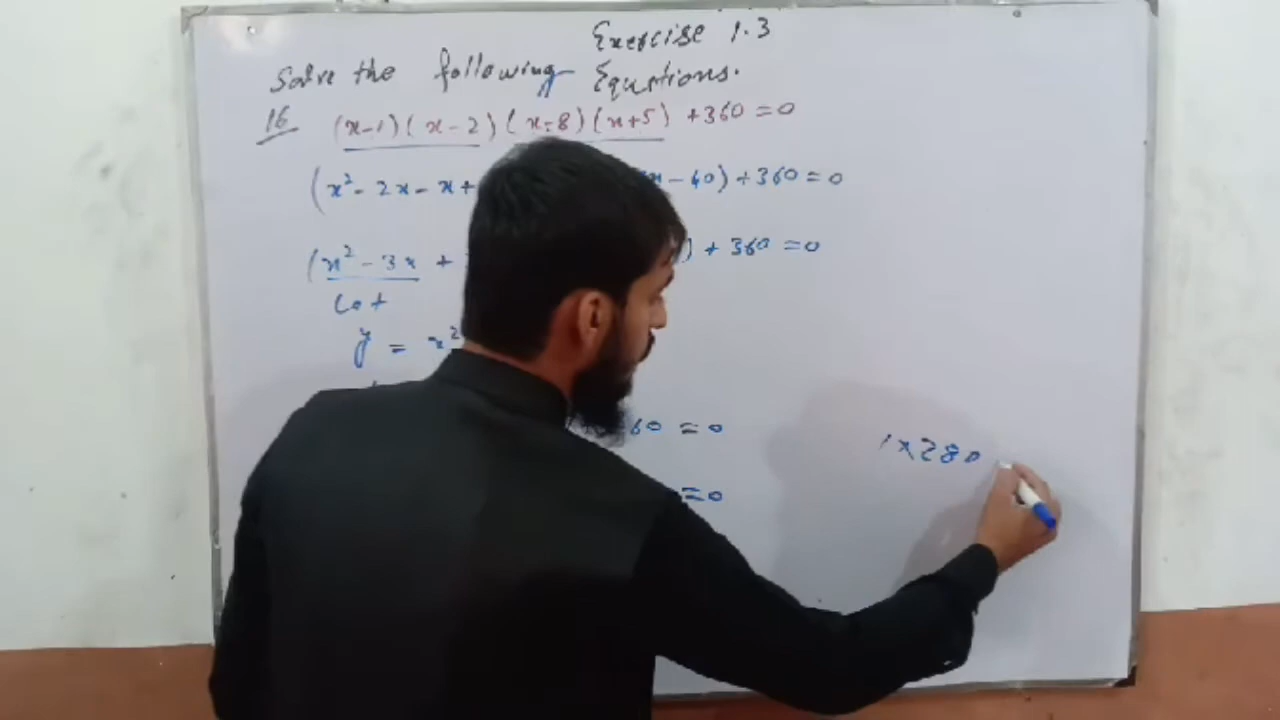 Exercise 1.3
Solve the following Equations.
16 (x-1)(x-2)(x-8)(x+5) +360=0
(x²-2x-x+ x-40)+360=0
(x²-3x + ) +360=0
Let
y = x²
60 =0
=0
1×280